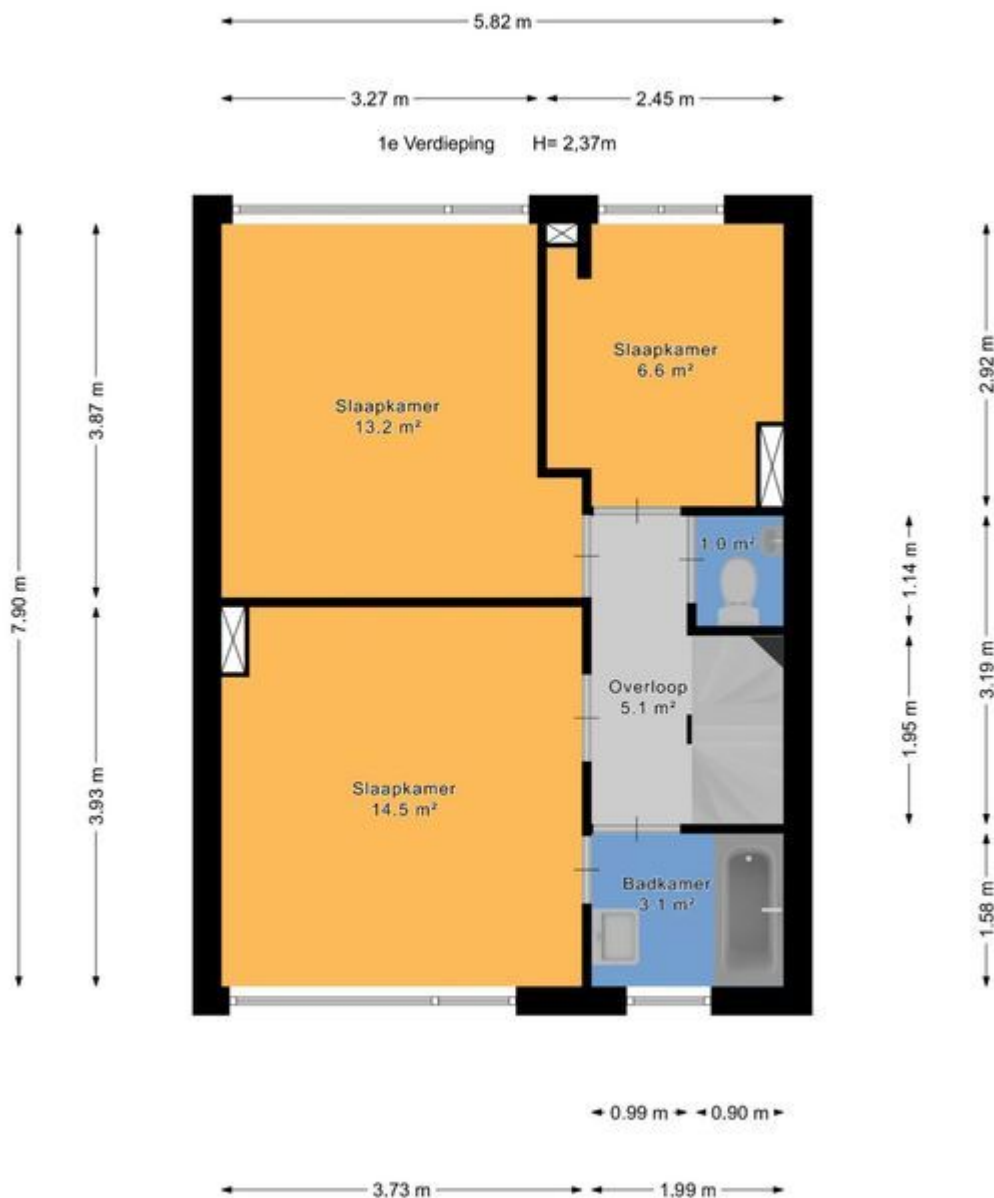 5.82 m
3.27 m
2.45 m
1e Verdieping H= 2,37m
7.90 m
3.87 m
3.93 m
Slaapkamer
13.2 m²
Slaapkamer
6.6 m²
1.0 m²
Overloop
5.1 m²
Slaapkamer
14.5 m²
Badkamer
3.1 m²
2.92 m
1.14 m
3.19 m
1.95 m
1.58 m
0.99 m
0.90 m
3.73 m
1.99 m